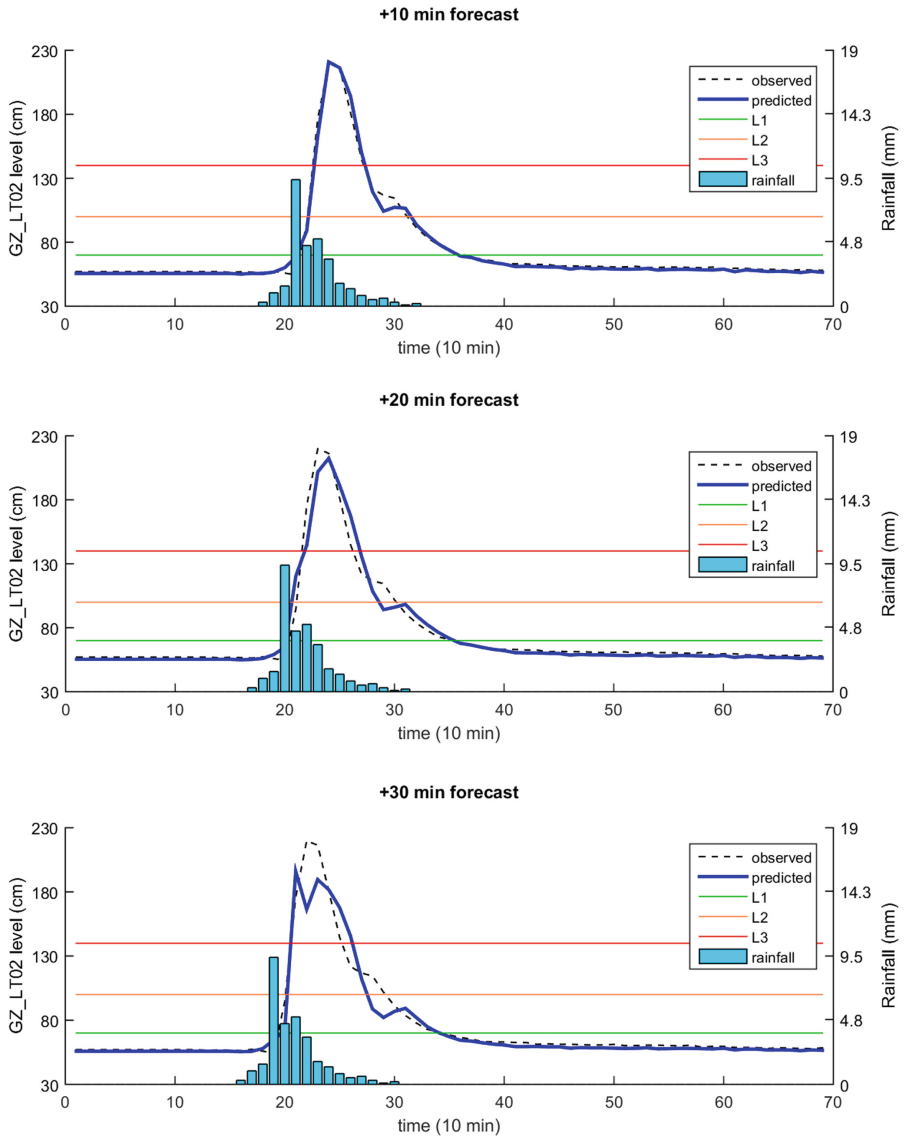 +10 min forecast
230
180
130
80
30
GZ_LT02 level (cm)
19
14.3
9.5
4.8
0
Rainfall (mm)
observed
predicted
L1
L2
L3
rainfall
0 10 20 30 40 50 60 70
time (10 min)
+20 min forecast
230
180
130
80
30
GZ_LT02 level (cm)
19
14.3
9.5
4.8
0
Rainfall (mm)
observed
predicted
L1
L2
L3
rainfall
0 10 20 30 40 50 60 70
time (10 min)
+30 min forecast
230
180
130
80
30
GZ_LT02 level (cm)
19
14.3
9.5
4.8
0
Rainfall (mm)
observed
predicted
L1
L2
L3
rainfall
0 10 20 30 40 50 60 70
time (10 min)